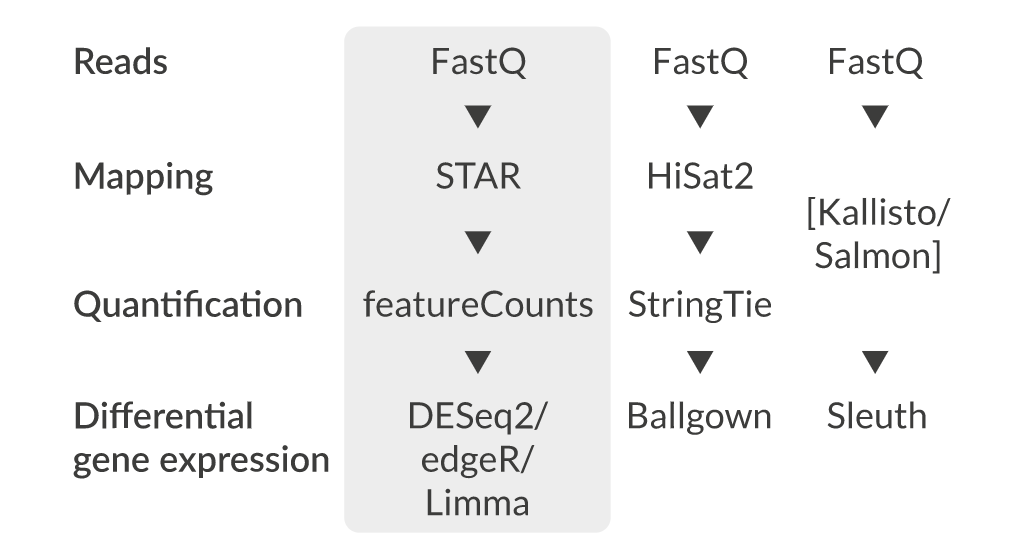 Reads FastQ FastQ FastQ
Mapping STAR HiSat2
[Kallisto/
Salmon]
Quantification featureCounts StringTie
Differential
gene expression
DESeq2/
edgeR/
Limma
Ballgown
Sleuth